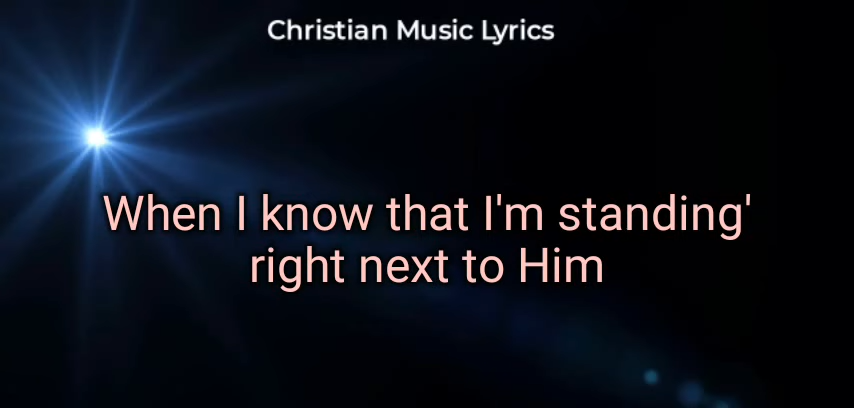 Christian Music Lyrics
When I know that I'm standing'
right next to Him